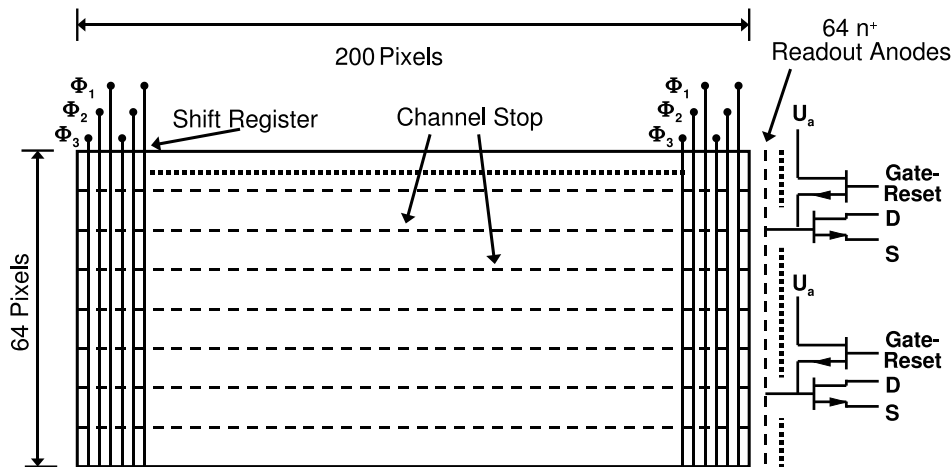 64 n⁺
Readout Anodes
200 Pixels
Φ₁
Φ₂
Φ₃
Shift Register
Channel Stop
Φ₁
Φ₂
Φ₃
Uₐ
Gate-
Reset
D
S
64 Pixels
Uₐ
Gate-
Reset
D
S